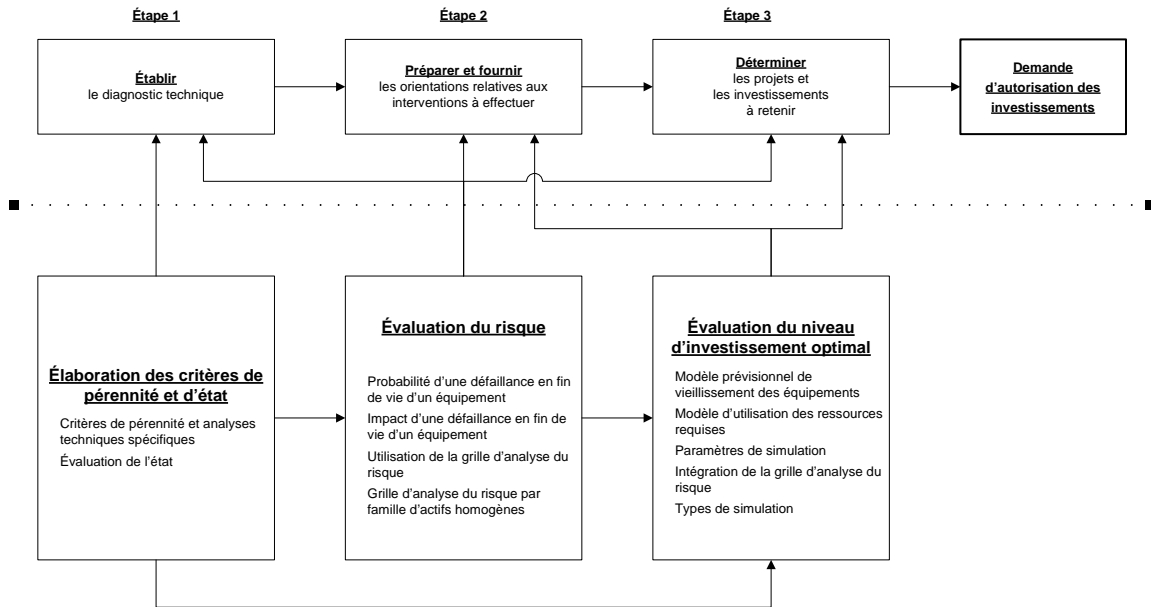 Étape 1
Étape 2
Étape 3
Établir
le diagnostic technique
Préparer et fournir
les orientations relatives aux
interventions à effectuer
Déterminer
les projets et
les investissements
à retenir
Demande
d'autorisation des
investissements
Élaboration des critères de
pérennité et d'état
Critères de pérennité et analyses
techniques spécifiques
Évaluation de l'état
Évaluation du risque
Probabilité d'une défaillance en fin
de vie d'un équipement
Impact d'une défaillance en fin de
vie d'un équipement
Utilisation de la grille d'analyse du
risque
Grille d'analyse du risque par
famille d'actifs homogènes
Évaluation du niveau
d'investissement optimal
Modèle prévisionnel de
vieillissement des équipements
Modèle d'utilisation des ressources
requises
Paramètres de simulation
Intégration de la grille d'analyse du
risque
Types de simulation